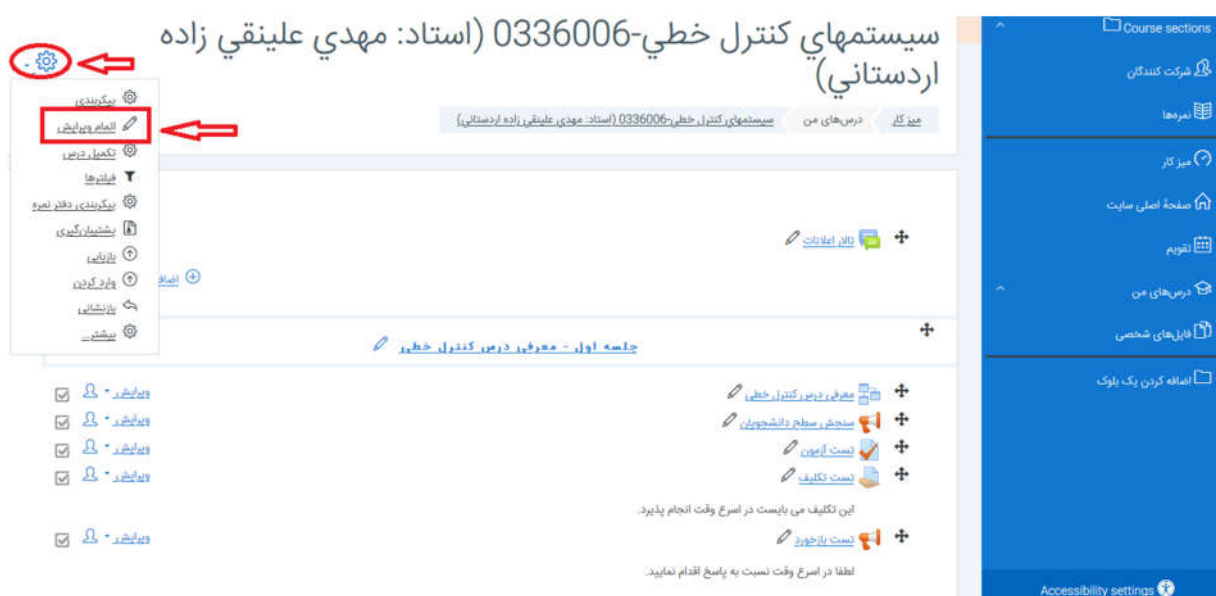 سیستمهاي کنترل خطي-0336006 (استاد: مهدي علينقي زاده
اردستاني)
میز کار
درس‌های من
سیستمهاي کنترل خطي-0336006 (استاد: مهدي علينقي زاده اردستاني)
Course sections
شرکت کنندگان
نمره‌ها
میز کار
صفحهٔ اصلی سایت
تقویم
درس‌های من
فایل‌های شخصی
اضافه کردن یک بلوک
Accessibility settings
پیکربندی
اتمام ویرایش
تکمیل درس
فیلترها
پیکربندی دفتر نمره
پشتیبان‌گیری
بازیابی
وارد کردن
بازنشانی
بیشتر...
تالار اعلانات
اضاف
جلسه اول - معرفی درس کنترل خطی
معرفی درس کنترل خطی
ویرایش
سنجش سطح دانشجویان
ویرایش
تست آزمون
ویرایش
تست تکلیف
ویرایش
این تکلیف می بایست در اسرع وقت انجام پذیرد.
تست بازخورد
ویرایش
لطفا در اسرع وقت نسبت به پاسخ اقدام نمایید.